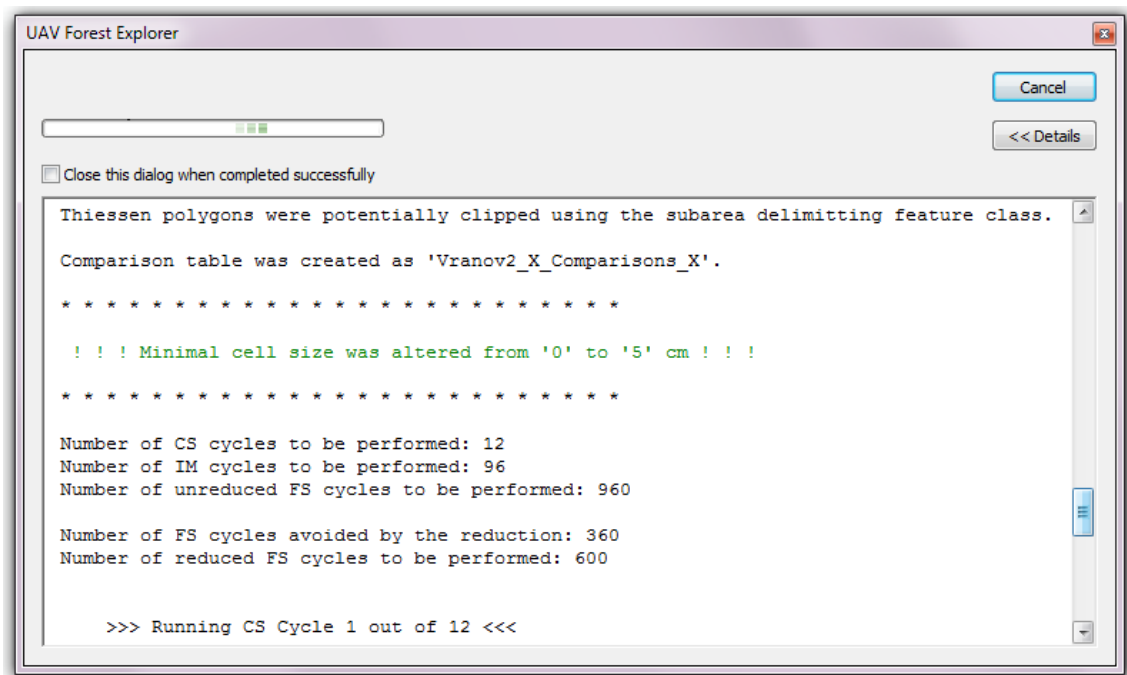 UAV Forest Explorer
Cancel
<< Details
Close this dialog when completed successfully
Thiessen polygons were potentially clipped using the subarea delimitting feature class.
Comparison table was created as 'Vranov2_X_Comparisons_X'.
* * * * * * * * * * * * * * * * * * * * * * * * *
! ! ! Minimal cell size was altered from '0' to '5' cm ! ! !
* * * * * * * * * * * * * * * * * * * * * * * * *
Number of CS cycles to be performed: 12
Number of IM cycles to be performed: 96
Number of unreduced FS cycles to be performed: 960
Number of FS cycles avoided by the reduction: 360
Number of reduced FS cycles to be performed: 600
>>> Running CS Cycle 1 out of 12 <<<